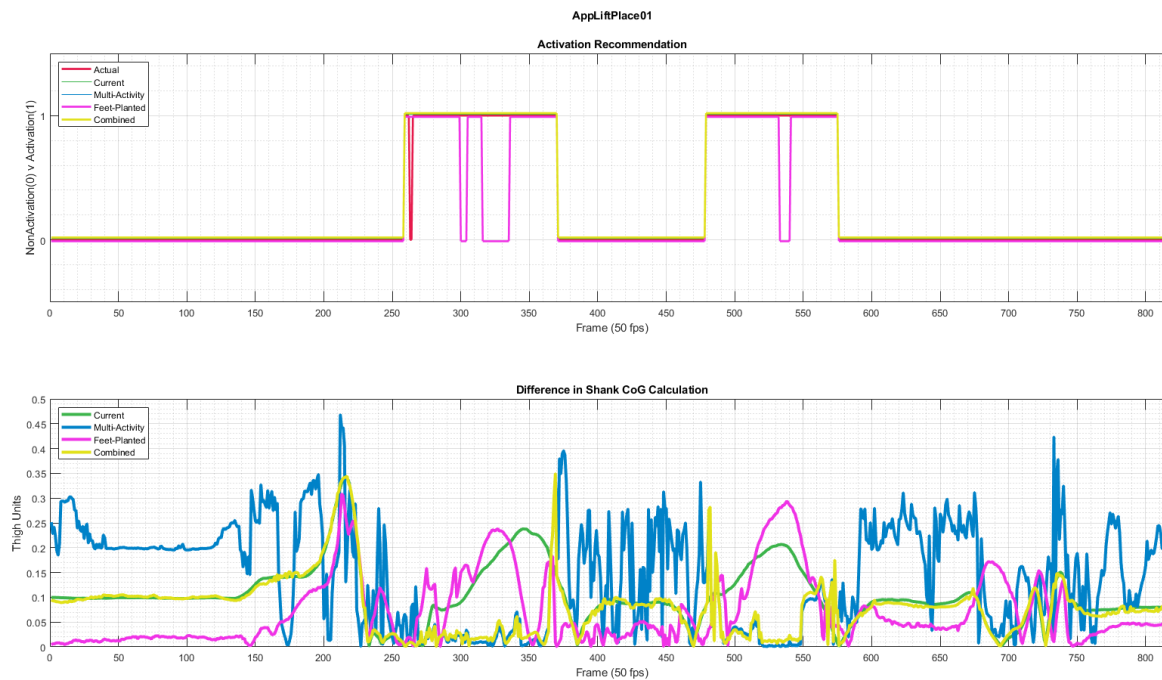 AppLiftPlace01
Activation Recommendation
Actual
Current
Multi-Activity
Feet-Planted
Combined
NonActivation(0) v Activation(1)
1
0
0 50 100 150 200 250 300 350 400 450 500 550 600 650 700 750 800
Frame (50 fps)
Difference in Shank CoG Calculation
Current
Multi-Activity
Feet-Planted
Combined
Thigh Units
0.5
0.45
0.4
0.35
0.3
0.25
0.2
0.15
0.1
0.05
0
0 50 100 150 200 250 300 350 400 450 500 550 600 650 700 750 800
Frame (50 fps)